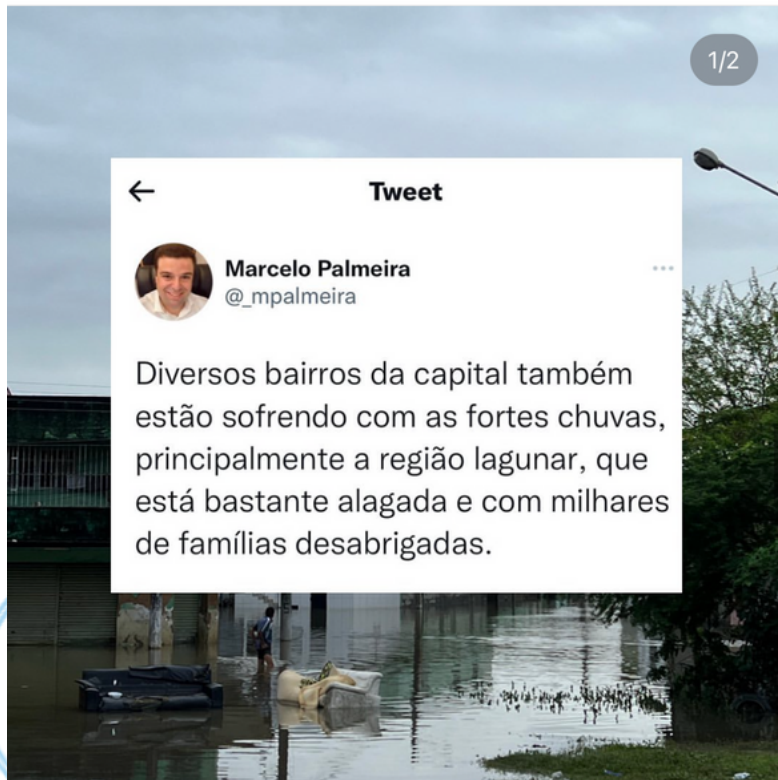 1/2
Tweet
Marcelo Palmeira
@_mpalmeira
Diversos bairros da capital também
estão sofrendo com as fortes chuvas,
principalmente a região lagunar, que
está bastante alagada e com milhares
de famílias desabrigadas.